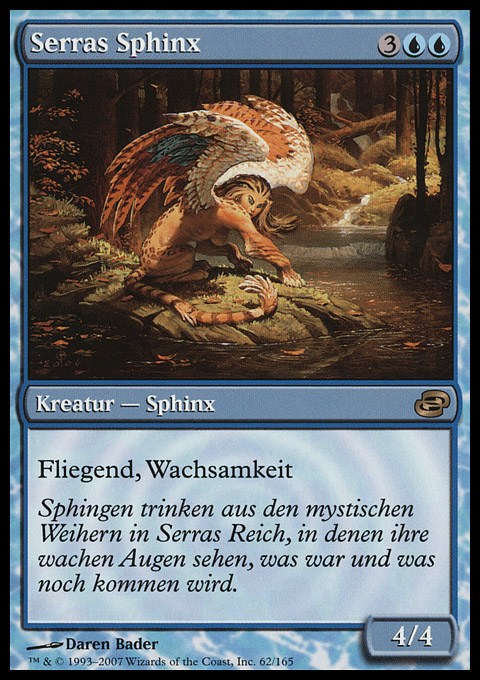 Serras Sphinx
3
Kreatur — Sphinx
Fliegend, Wachsamkeit
Sphingen trinken aus den mystischen
Weihern in Serras Reich, in denen ihre
wachen Augen sehen, was war und was
noch kommen wird.
4/4
Daren Bader
™ & © 1993–2007 Wizards of the Coast, Inc. 62/165